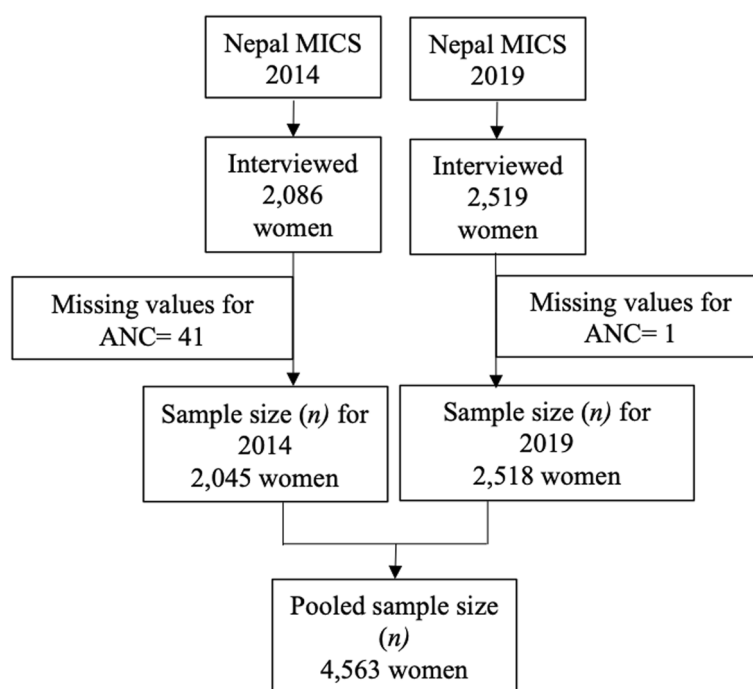 Nepal MICS
2014
Nepal MICS
2019
Interviewed
2,086
women
Interviewed
2,519
women
Missing values for
ANC= 41
Missing values for
ANC= 1
Sample size (n) for
2014
2,045 women
Sample size (n) for
2019
2,518 women
Pooled sample size
(n)
4,563 women